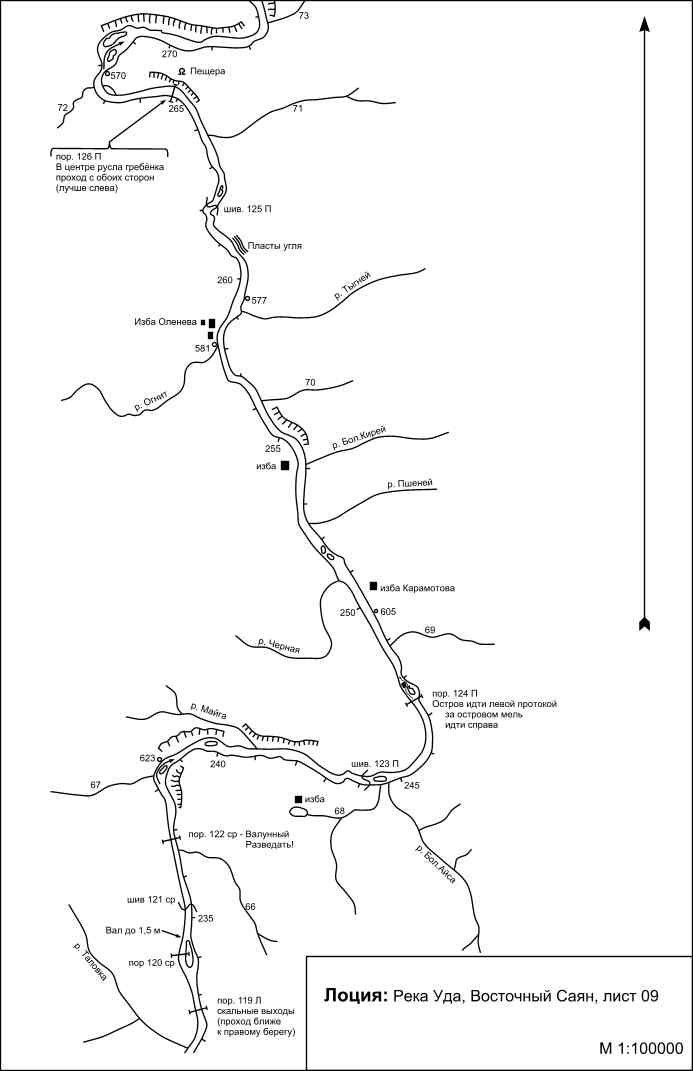 73
270
570
Пещера
72
265
71
пор. 126 П
В центре русла гребёнка
проход с обоих сторон
(лучше слева)
шив. 125 П
Пласты угля
260
р. Тыгней
577
Изба Оленева
581
70
р. Огнит
255
р. Бол.Кирей
изба
р. Пшеней
изба Карамотова
250
605
69
р. Черная
пор. 124 П
Остров идти левой протокой
за островом мель
идти справа
р. Майга
623
240
шив. 123 П
245
67
изба
68
пор. 122 ср - Валунный
Разведать!
р. Бол.Айса
шив 121 ср
66
235
Вал до 1,5 м
р. Таловка
пор 120 ср
пор. 119 Л
скальные выходы
(проход ближе
к правому берегу)
Лоция: Река Уда, Восточный Саян, лист 09
М 1:100000